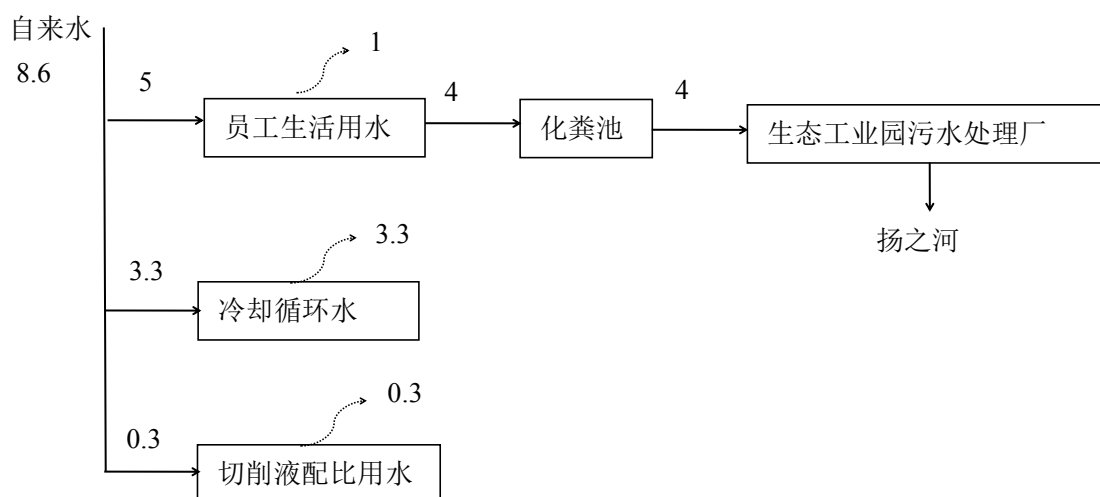 自来水
8.6
5
1
员工生活用水
4
化粪池
4
生态工业园污水处理厂
扬之河
3.3
3.3
冷却循环水
0.3
0.3
切削液配比用水